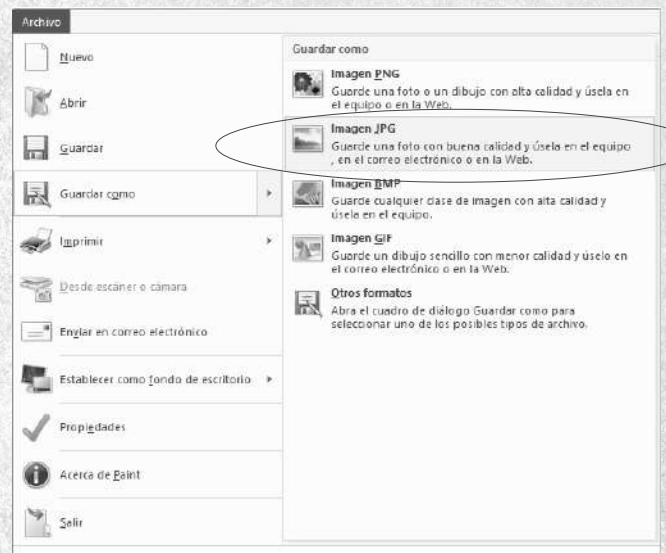 Archivo
Nuevo
Abrir
Guardar
Guardar como
Imprimir
Desde escáner o cámara
Enviar en correo electrónico
Establecer como fondo de escritorio
Propiedades
Acerca de Paint
Salir
Guardar como
Imagen PNG
Guarde una foto o un dibujo con alta calidad y úsela en
el equipo o en la Web.
Imagen JPG
Guarde una foto con buena calidad y úsela en el equipo
, en el correo electrónico o en la Web.
Imagen BMP
Guarde cualquier clase de imagen con alta calidad y
úsela en el equipo.
Imagen GIF
Guarde un dibujo sencillo con menor calidad y úselo en
el correo electrónico o en la Web.
Otros formatos
Abra el cuadro de diálogo Guardar como para
seleccionar uno de los posibles tipos de archivo.